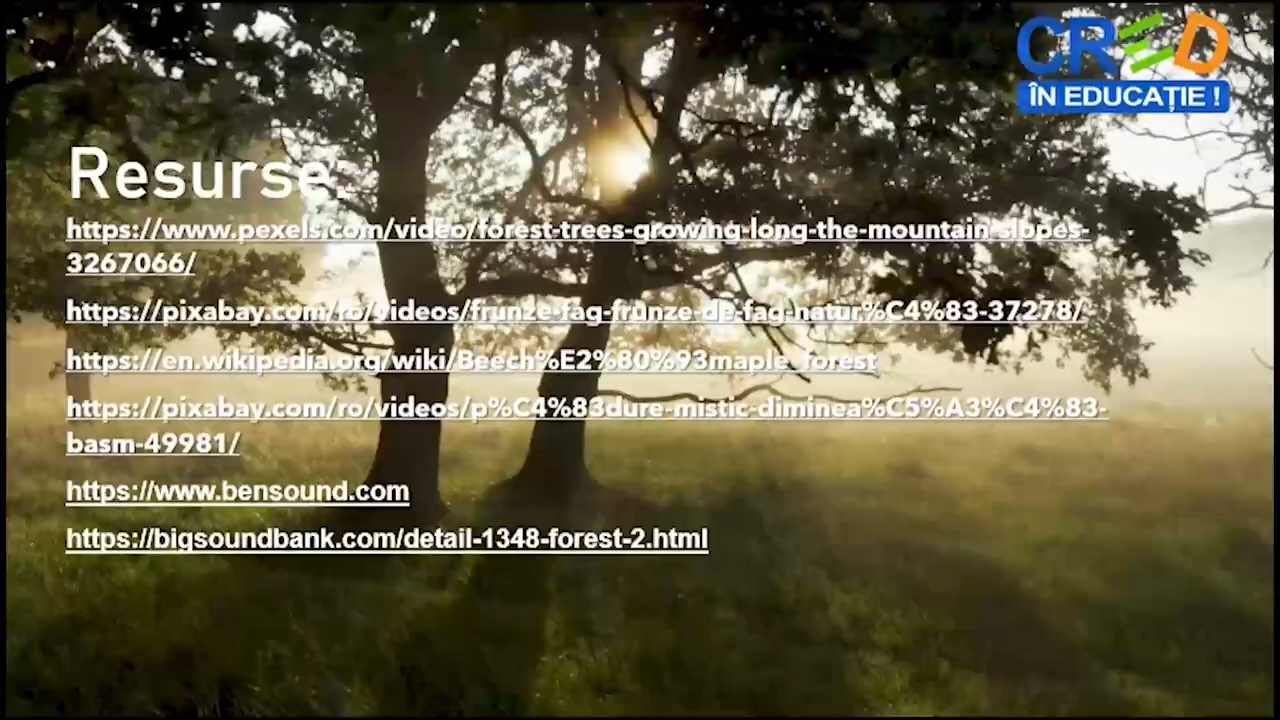 CRED
ÎN EDUCAȚIE !
Resurse:
https://www.pexels.com/video/forest-trees-growing-long-the-mountain-slopes-
3267066/
https://pixabay.com/ro/videos/frunze-fag-frunze-de-fag-natur%C4%83-37278/
https://en.wikipedia.org/wiki/Beech%E2%80%93maple_forest
https://pixabay.com/ro/videos/p%C4%83dure-mistic-diminea%C5%A3%C4%83-
basm-49981/
https://www.bensound.com
https://bigsoundbank.com/detail-1348-forest-2.html